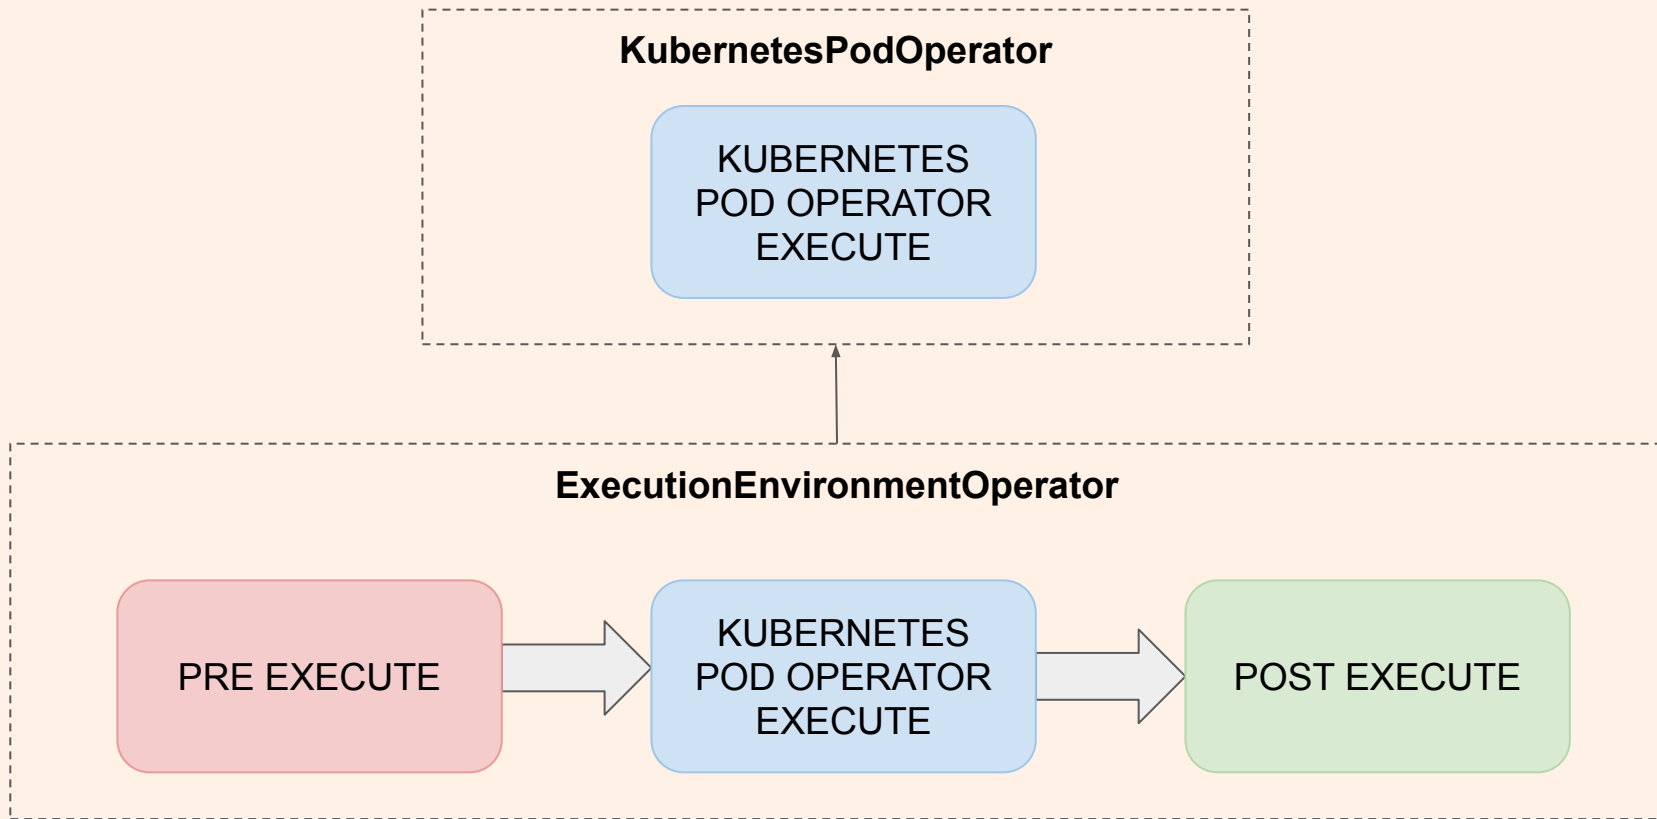 KubernetesPodOperator
KUBERNETES
POD OPERATOR
EXECUTE
ExecutionEnvironmentOperator
PRE EXECUTE
KUBERNETES
POD OPERATOR
EXECUTE
POST EXECUTE